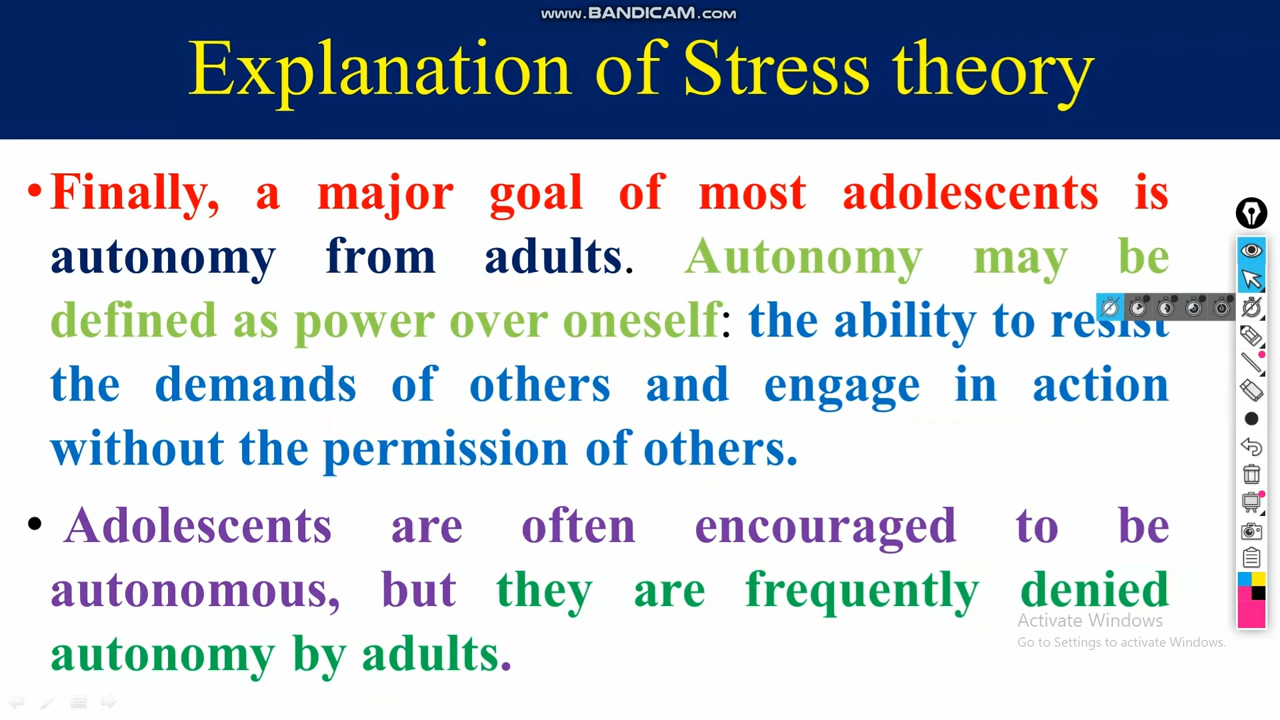 WWW.BANDICAM.COM
Explanation of Stress theory
•Finally, a major goal of most adolescents is
autonomy from adults. Autonomy may be
defined as power over oneself: the ability to resist
the demands of others and engage in action
without the permission of others.
• Adolescents are often encouraged to be
autonomous, but they are frequently denied
autonomy by adults.
Activate Windows
Go to Settings to activate Windows.